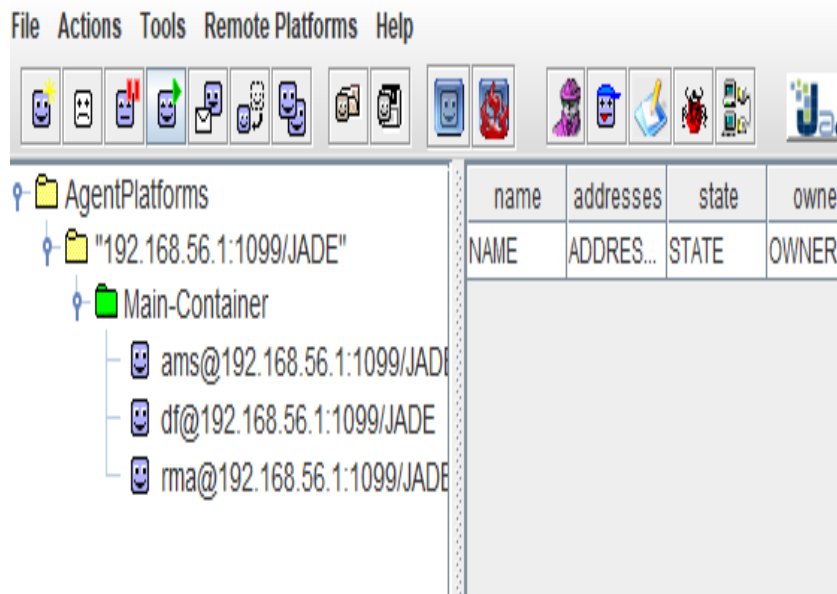 File Actions Tools Remote Platforms Help
AgentPlatforms
"192.168.56.1:1099/JADE"
Main-Container
ams@192.168.56.1:1099/JADE
df@192.168.56.1:1099/JADE
rma@192.168.56.1:1099/JADE
name addresses state owne
NAME ADDRES... STATE OWNER